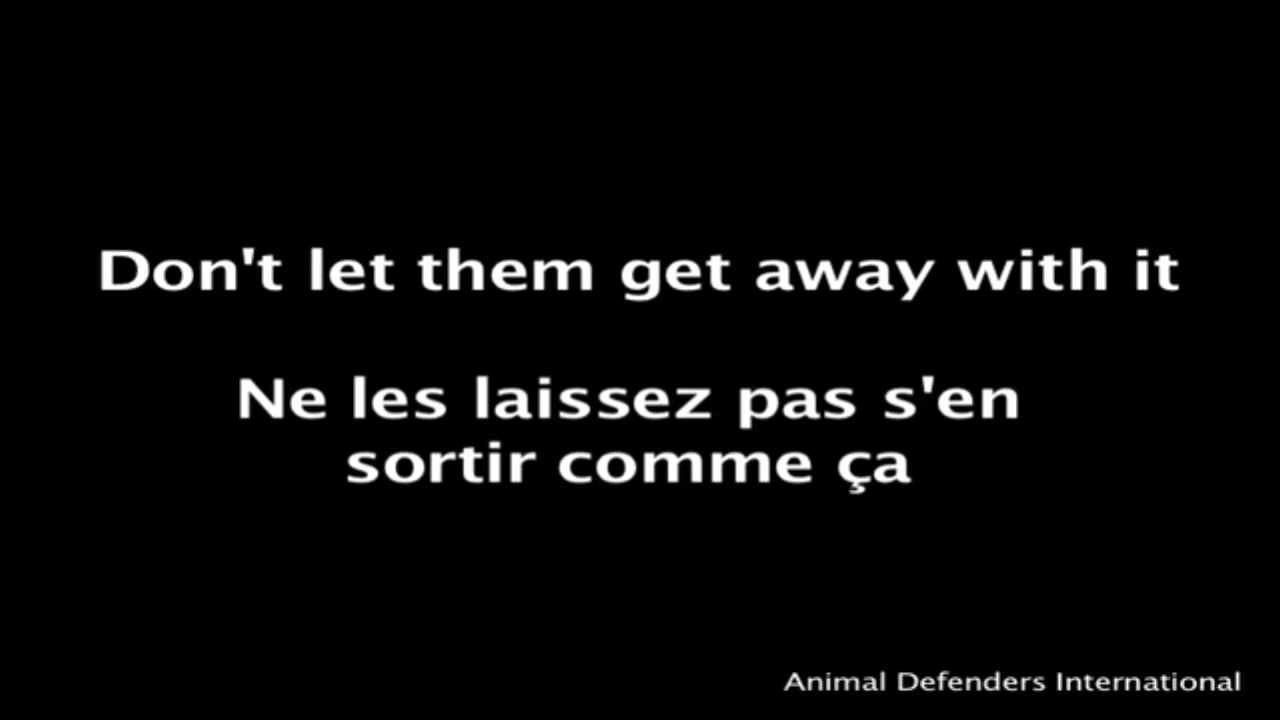 Don't let them get away with it
Ne les laissez pas s'en
sortir comme ça
Animal Defenders International